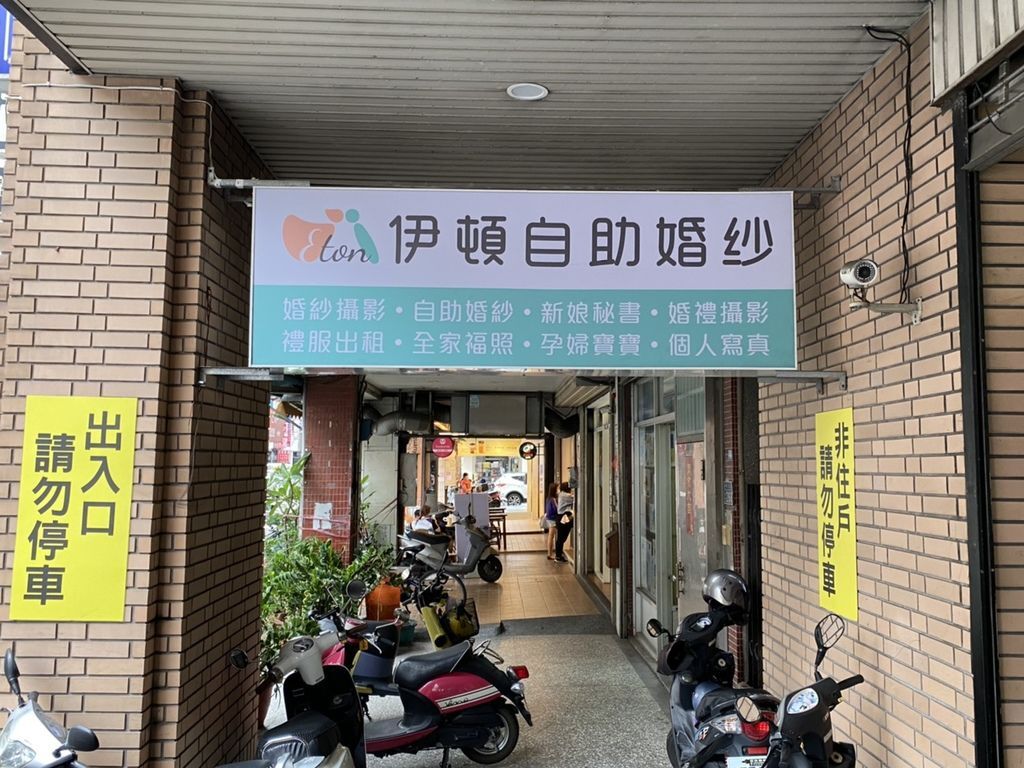 Eton
伊頓自助婚紗
婚紗攝影・自助婚紗・新娘秘書・婚禮攝影
禮服出租・全家福照・孕婦寶寶・個人寫真
出入口
請勿停車
非住戶
請勿停車